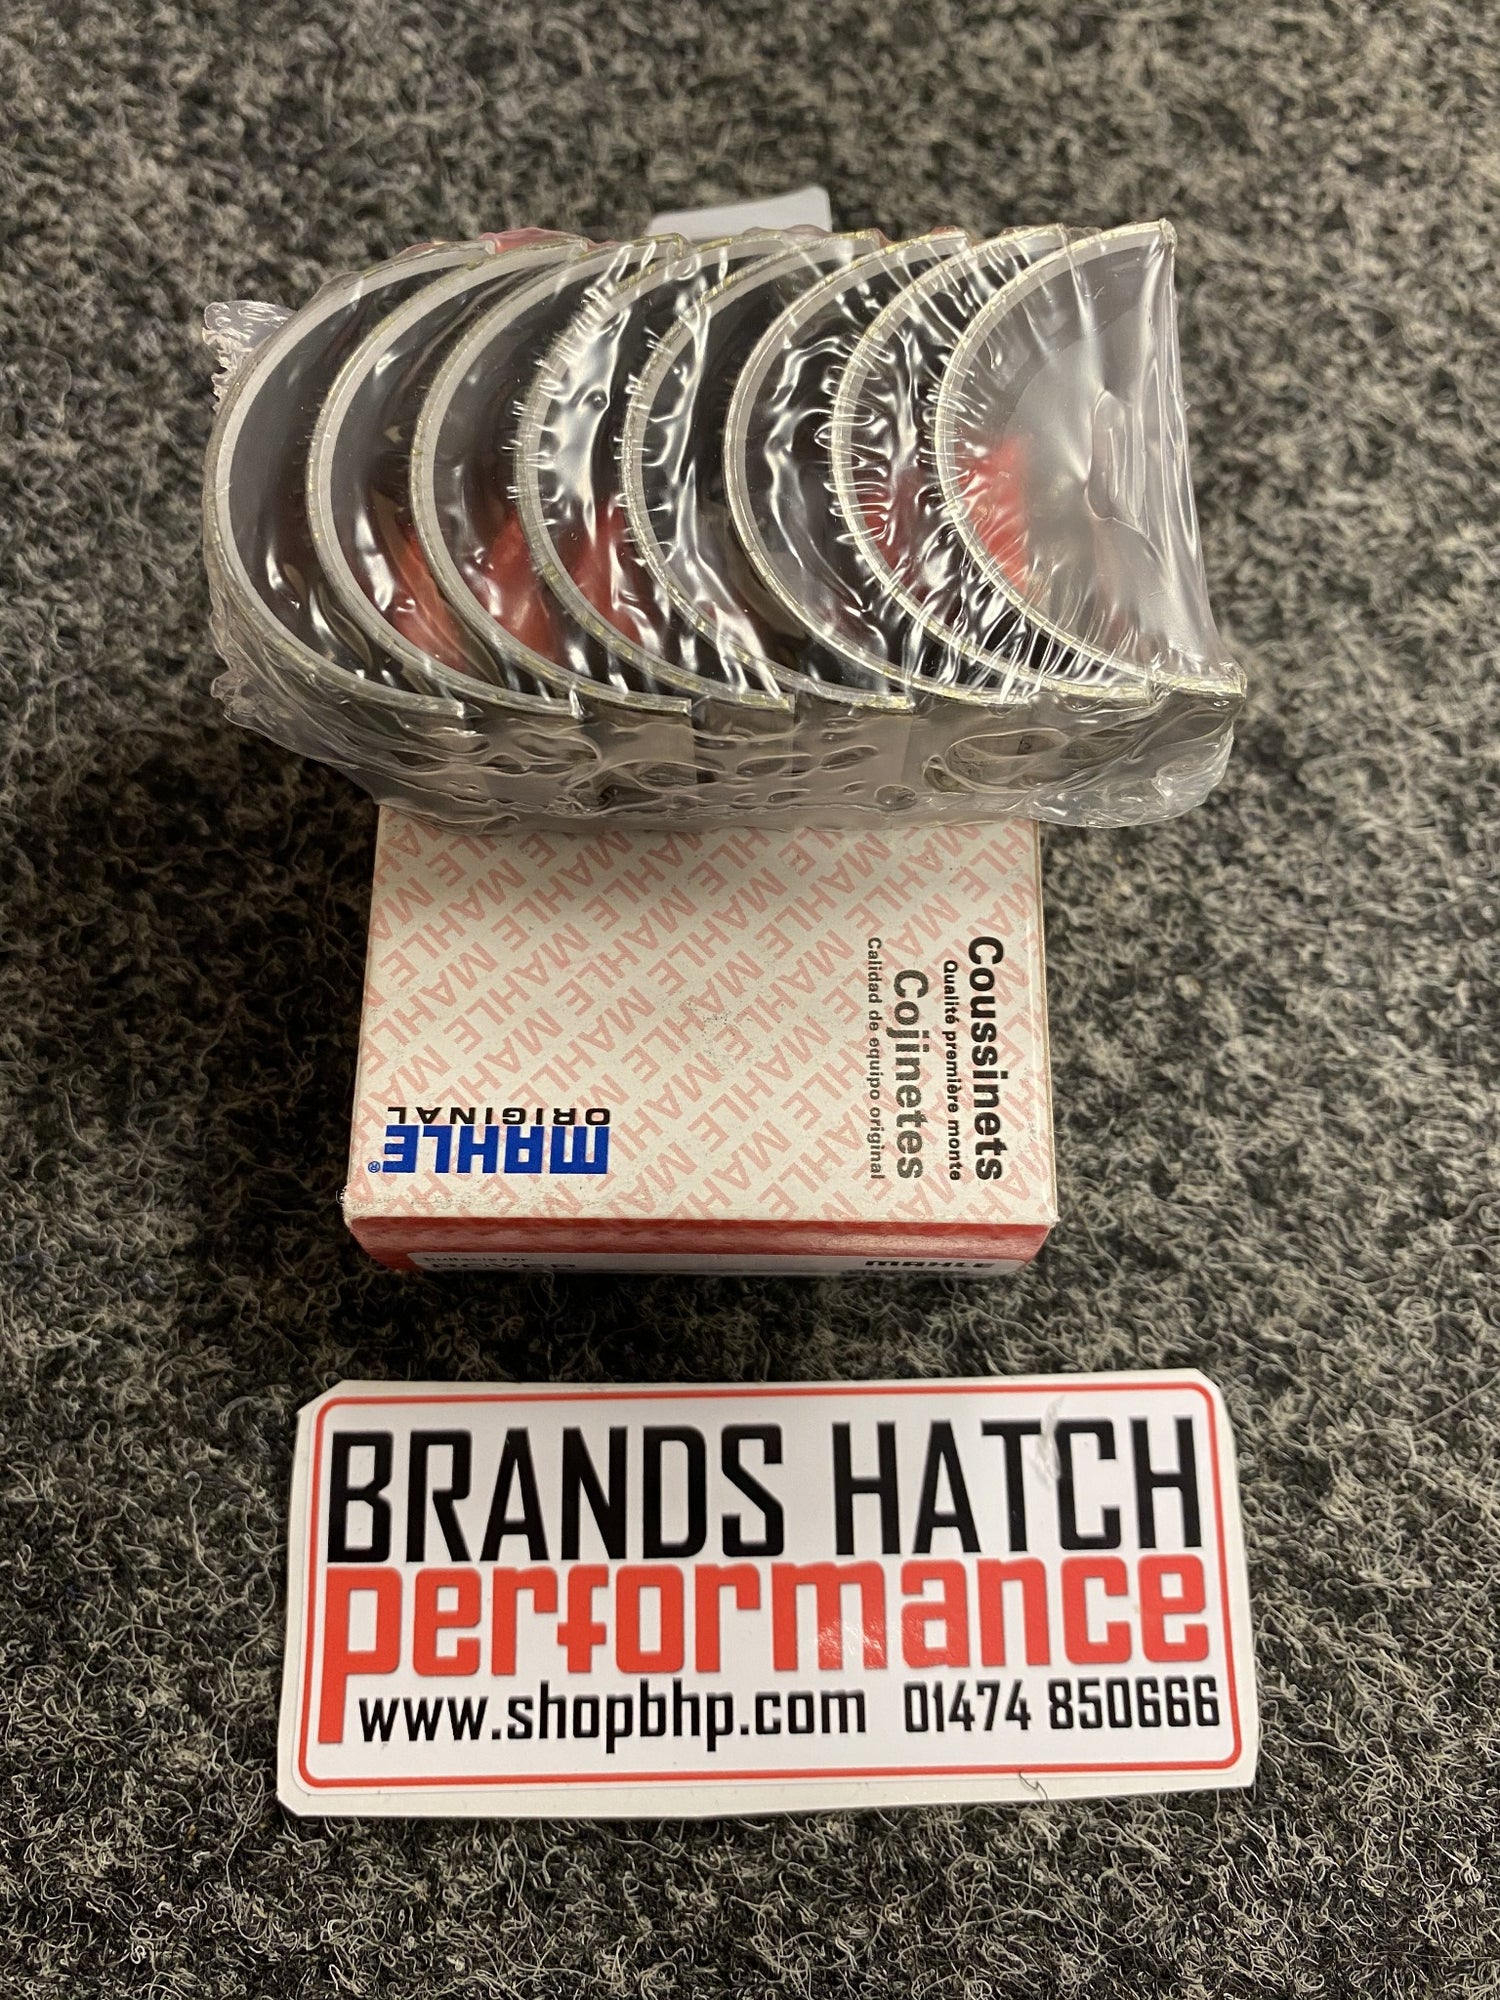 Coussinets
Qualité première monte
Cojinetes
Calidad de equipo original
MAHLE®
ORIGINAL
MAHLE
BRANDS HATCH
performance
www.shopbhp.com 01474 850666